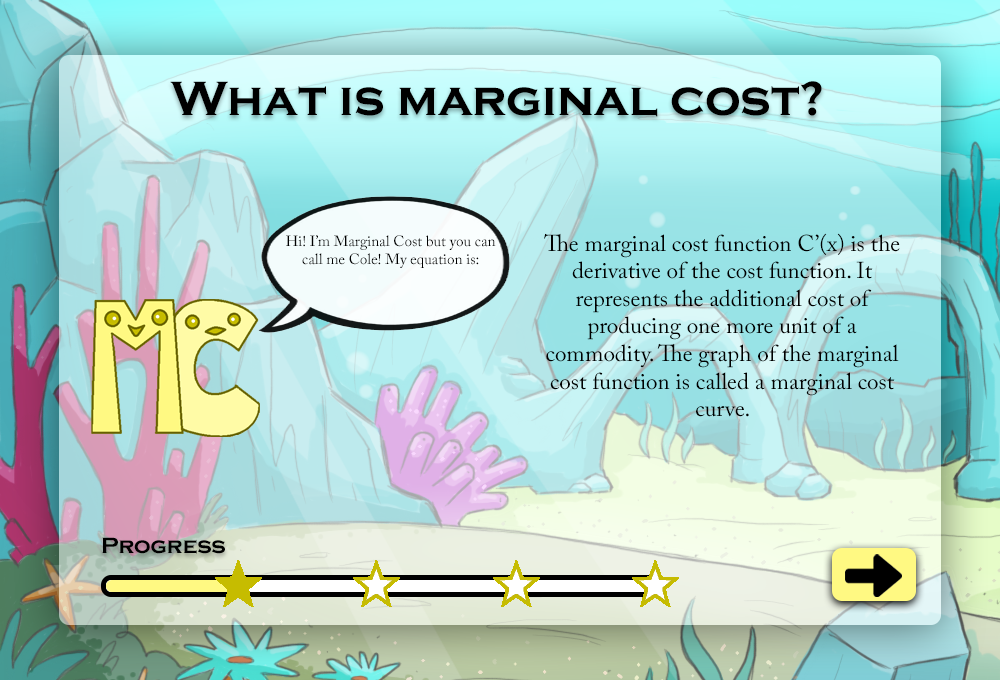 What is marginal cost?
Hi! I'm Marginal Cost but you can
call me Cole! My equation is:
MC
The marginal cost function C’(x) is the
derivative of the cost function. It
represents the additional cost of
producing one more unit of a
commodity. The graph of the marginal
cost function is called a marginal cost
curve.
Progress